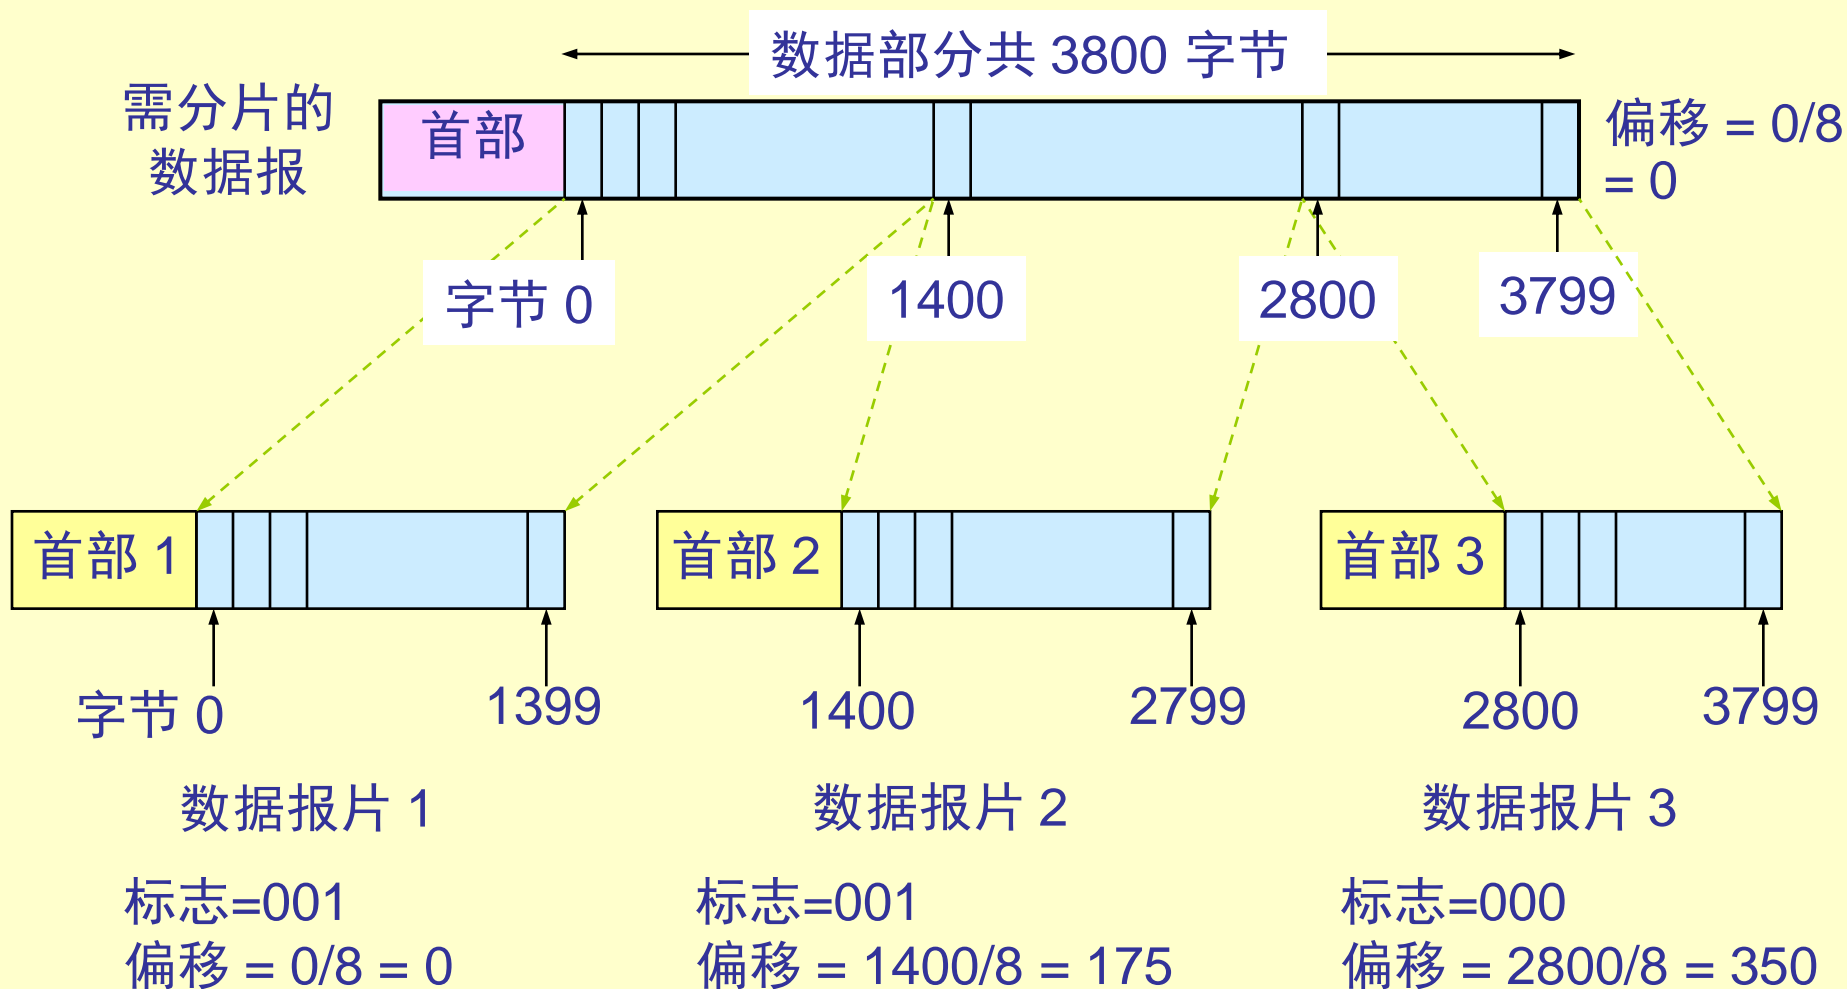 数据部分共 3800 字节
需分片的
数据报
首部
偏移 = 0/8
= 0
字节 0
1400
2800
3799
首部 1
首部 2
首部 3
字节 0
1399
1400
2799
2800
3799
数据报片 1
数据报片 2
数据报片 3
标志=001
偏移 = 0/8 = 0
标志=001
偏移 = 1400/8 = 175
标志=000
偏移 = 2800/8 = 350